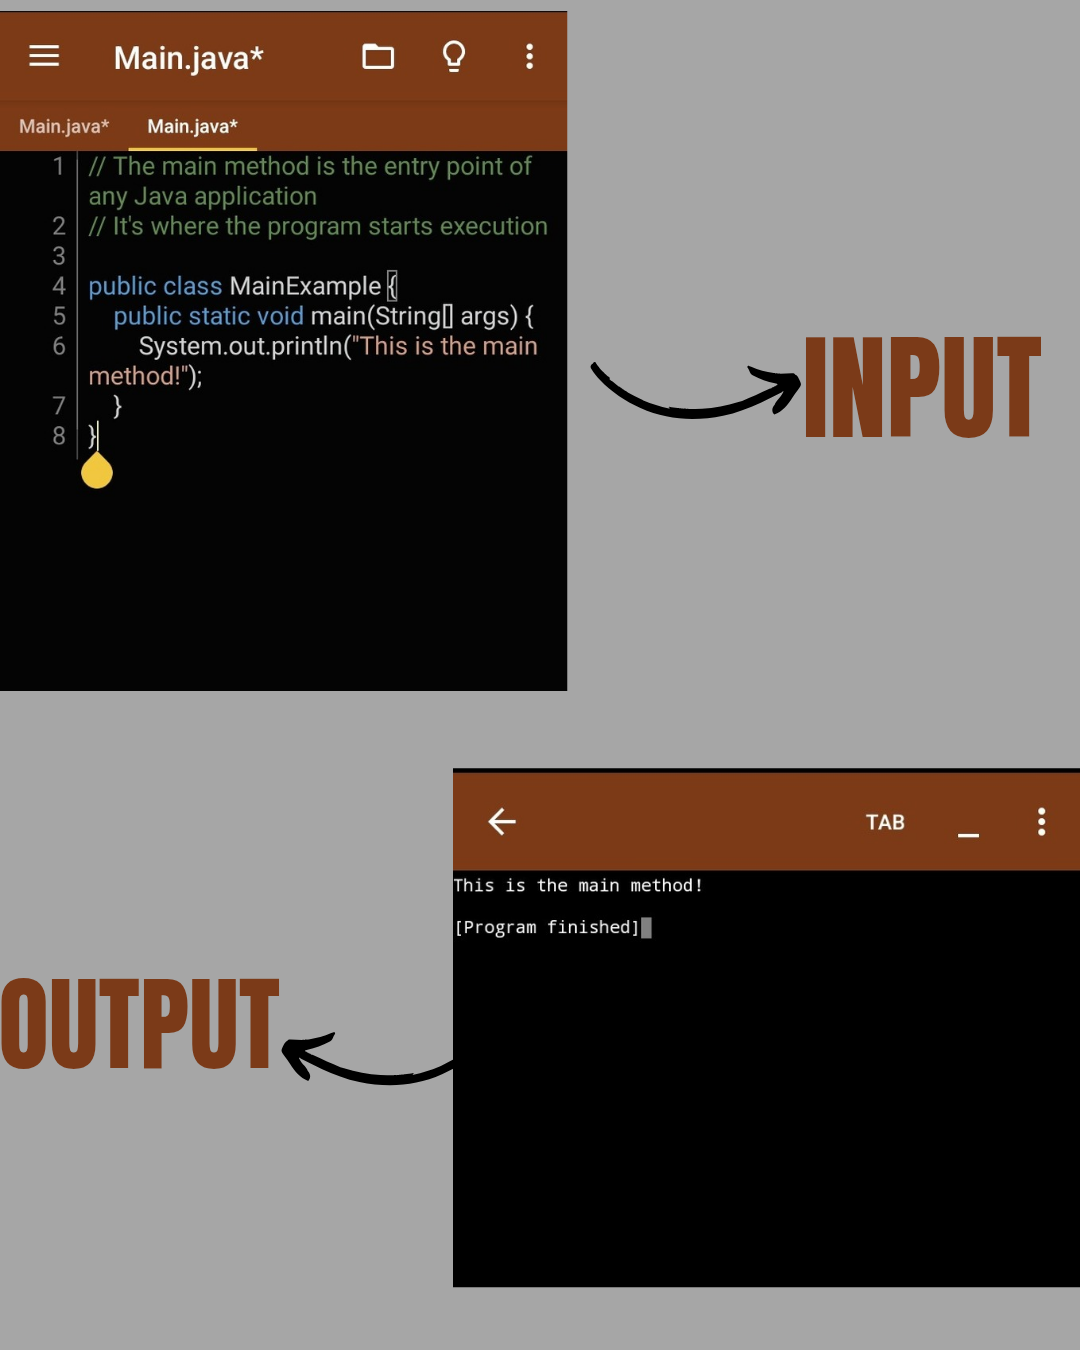 Main.java*
Main.java* Main.java*
1 // The main method is the entry point of
any Java application
2 // It's where the program starts execution
3
4 public class MainExample {
5 public static void main(String[] args) {
6 System.out.println("This is the main
method!");
7 }
8 }
INPUT
TAB
This is the main method!
[Program finished]
OUTPUT